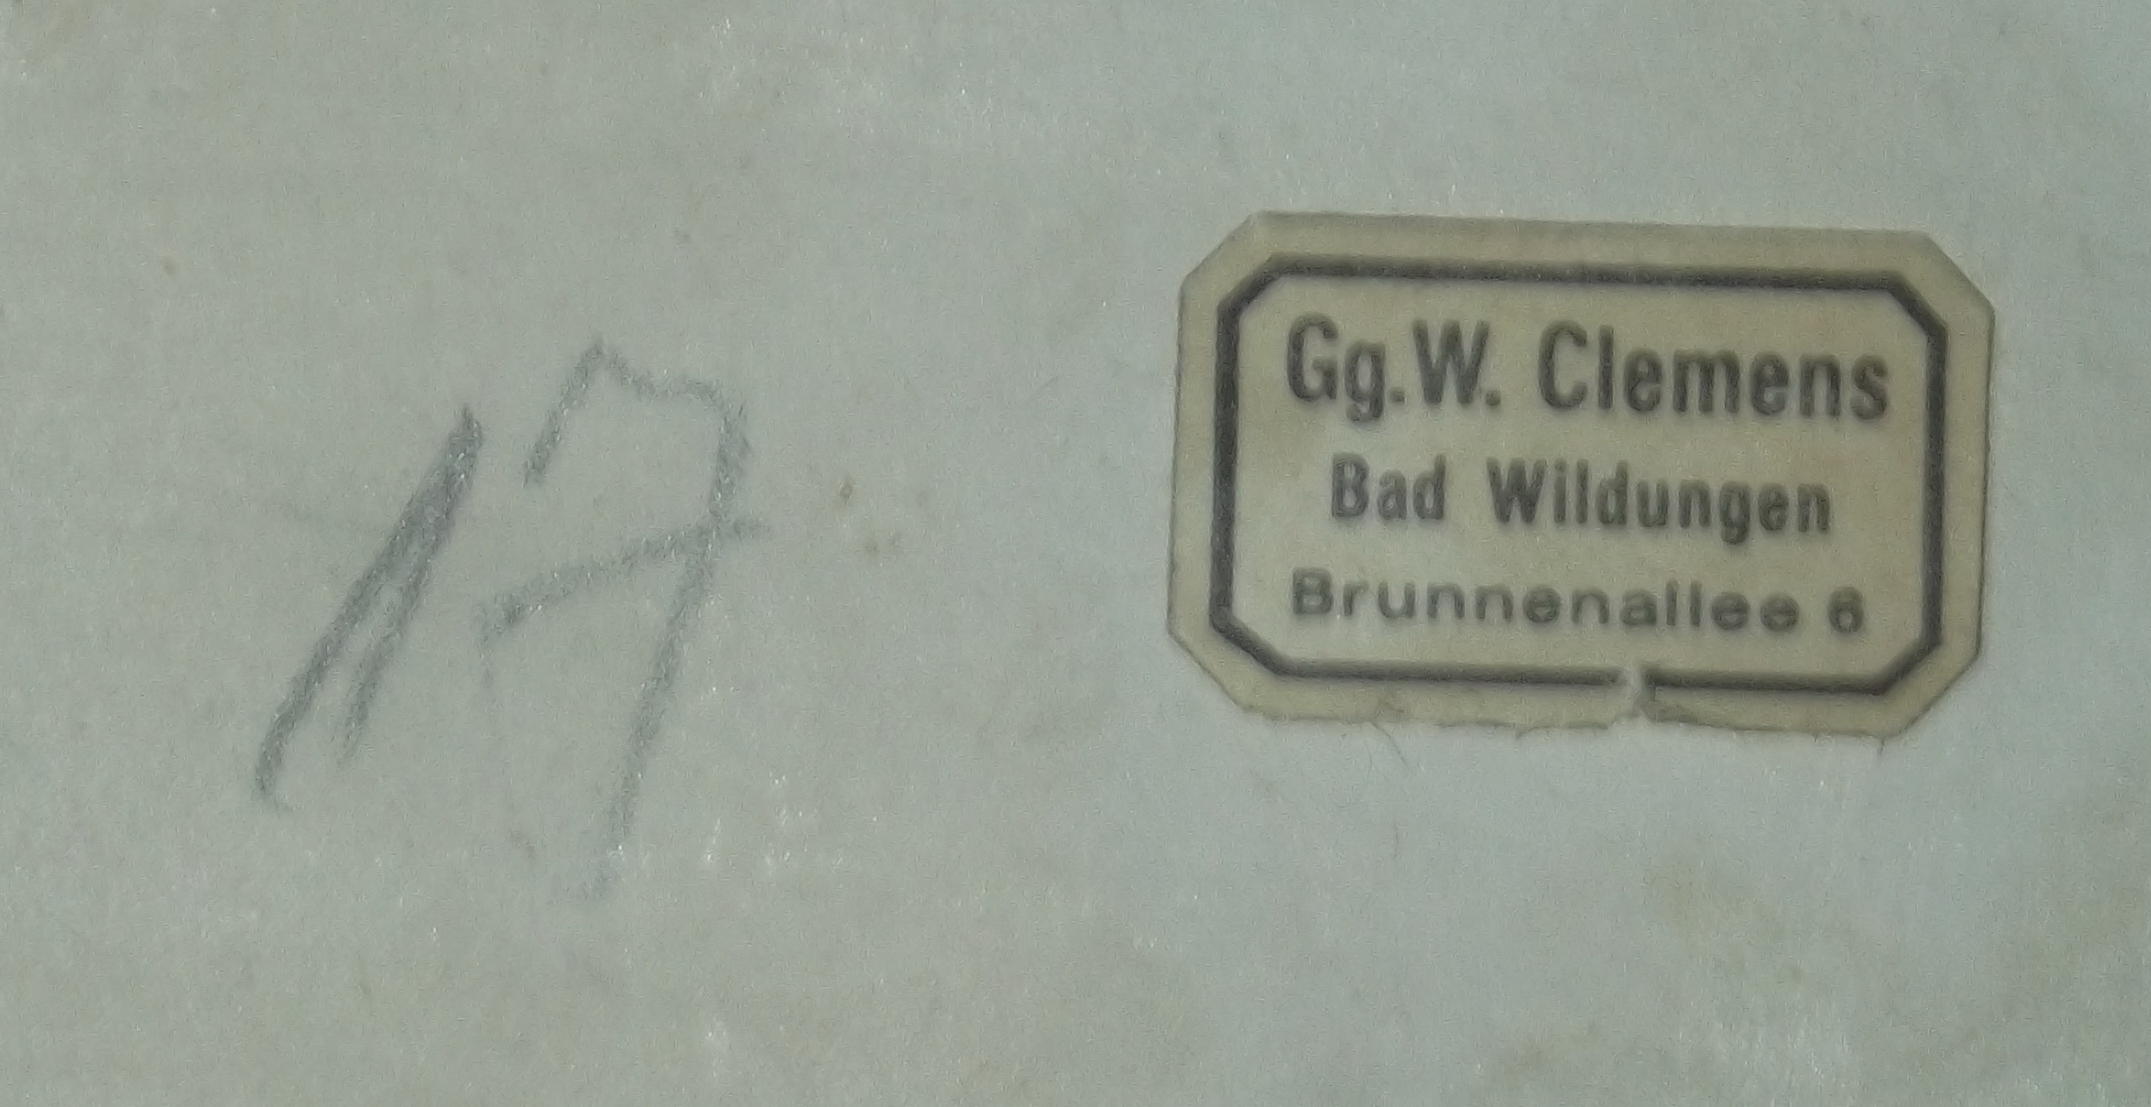 17
Gg. W. Clemens
Bad Wildungen
Brunnenallee 6